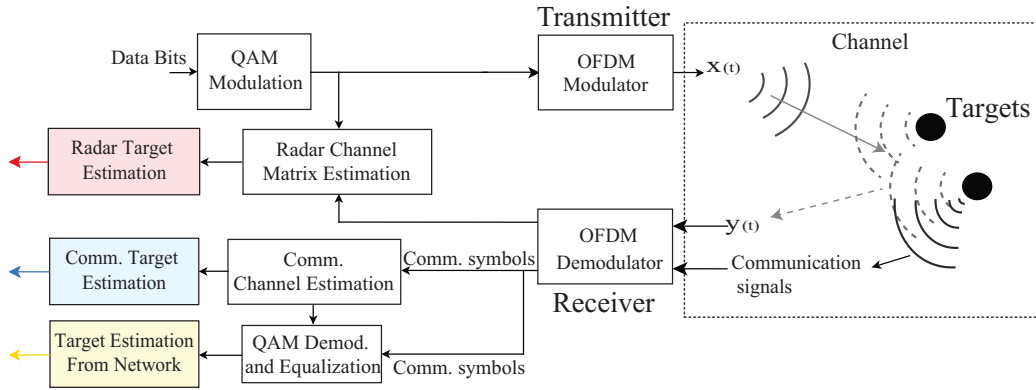 Transmitter
Channel
Data Bits
QAM
Modulation
OFDM
Modulator
x(t)
Targets
Radar Target
Estimation
Radar Channel
Matrix Estimation
y(t)
OFDM
Demodulator
Receiver
Communication
signals
Comm. Target
Estimation
Comm.
Channel Estimation
Comm. symbols
Target Estimation
From Network
QAM Demod.
and Equalization
Comm. symbols